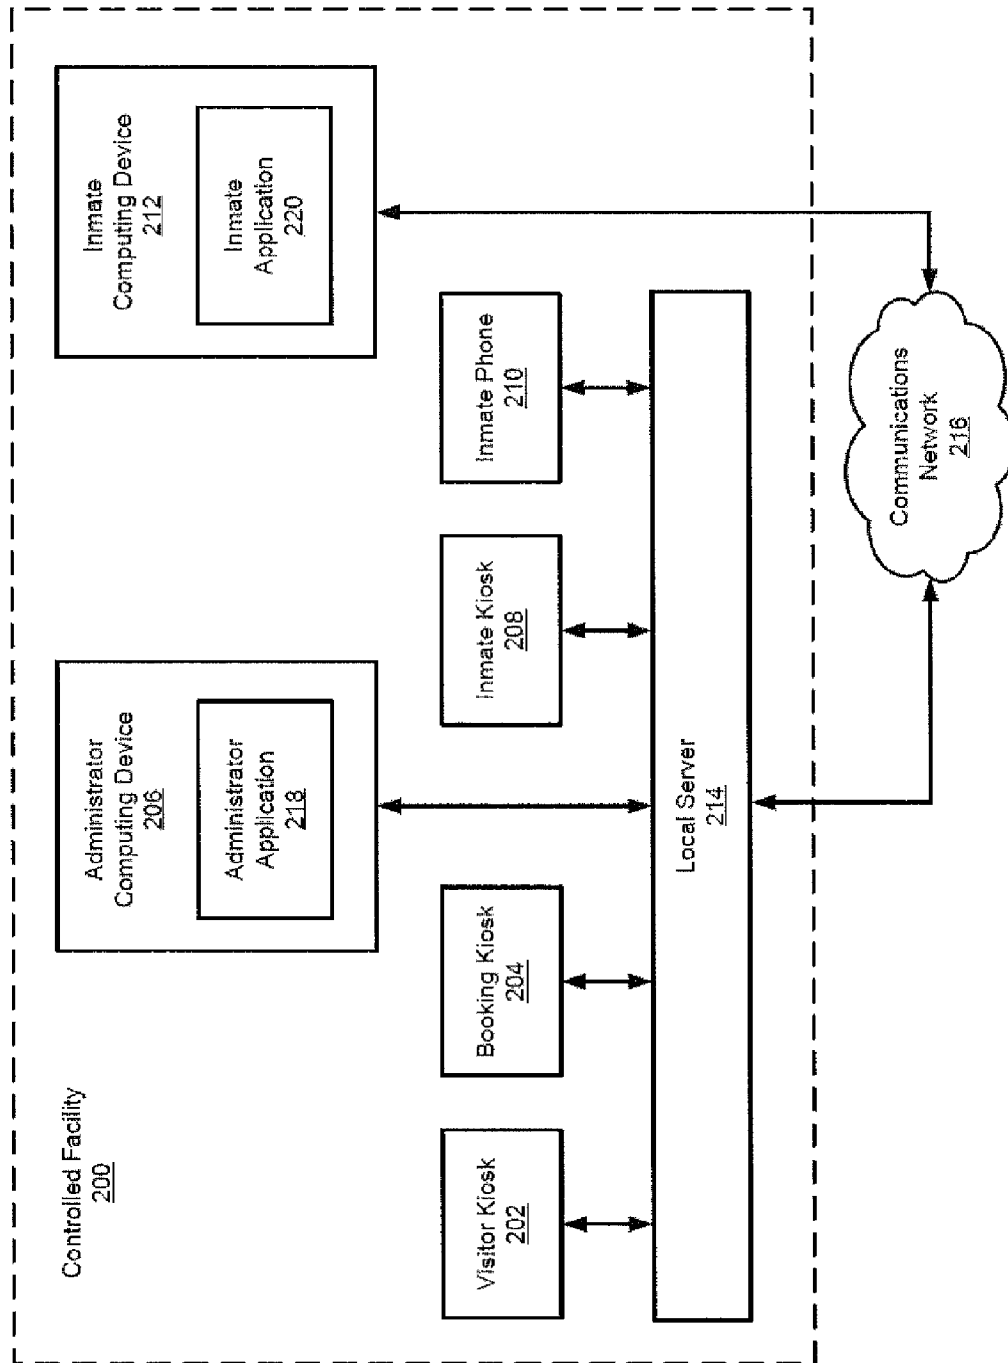 Controlled Facility
200
Administrator
Computing Device
206
Administrator
Application
218
Inmate
Computing Device
212
Inmate
Application
220
Visitor Kiosk
202
Booking Kiosk
204
Inmate Kiosk
208
Inmate Phone
210
Local Server
214
Communications
Network
216